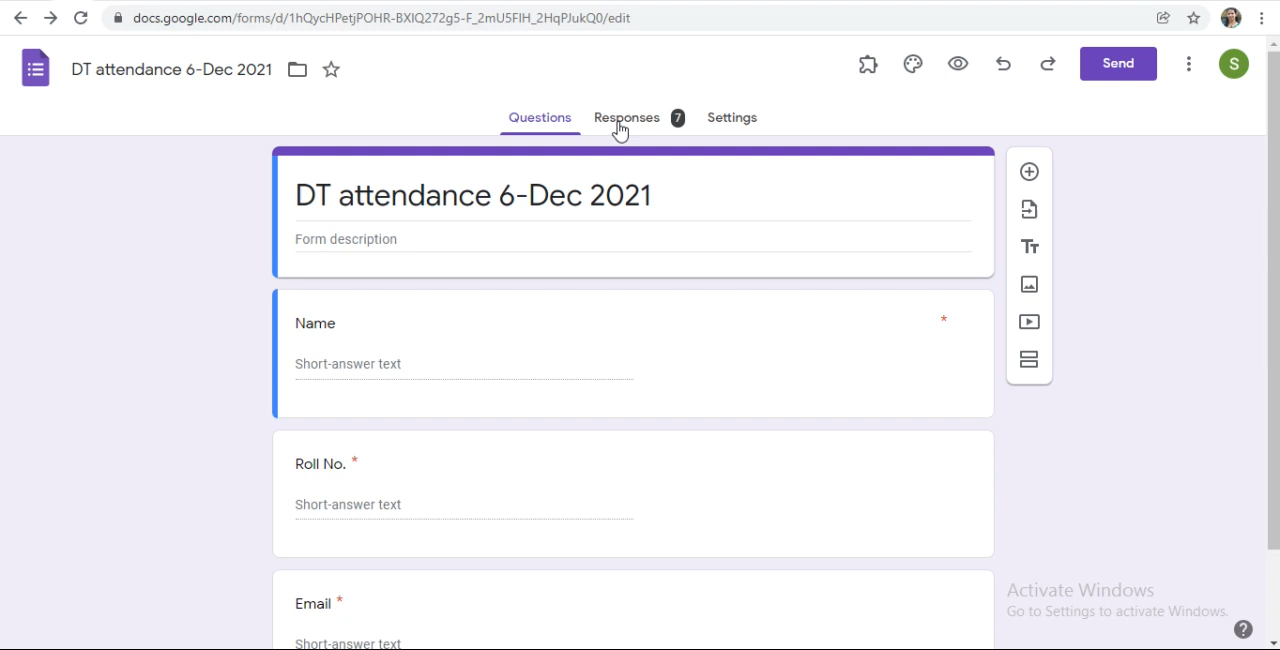 docs.google.com/forms/d/1hQycHPetjPOHR-BXIQ272g5-F_2mU5FIH_2HqPJukQ0/edit
DT attendance 6-Dec 2021
Send
S
Questions
Responses 7
Settings
DT attendance 6-Dec 2021
Form description
Name *
Short-answer text
Roll No. *
Short-answer text
Email *
Short-answer text
Activate Windows
Go to Settings to activate Windows.